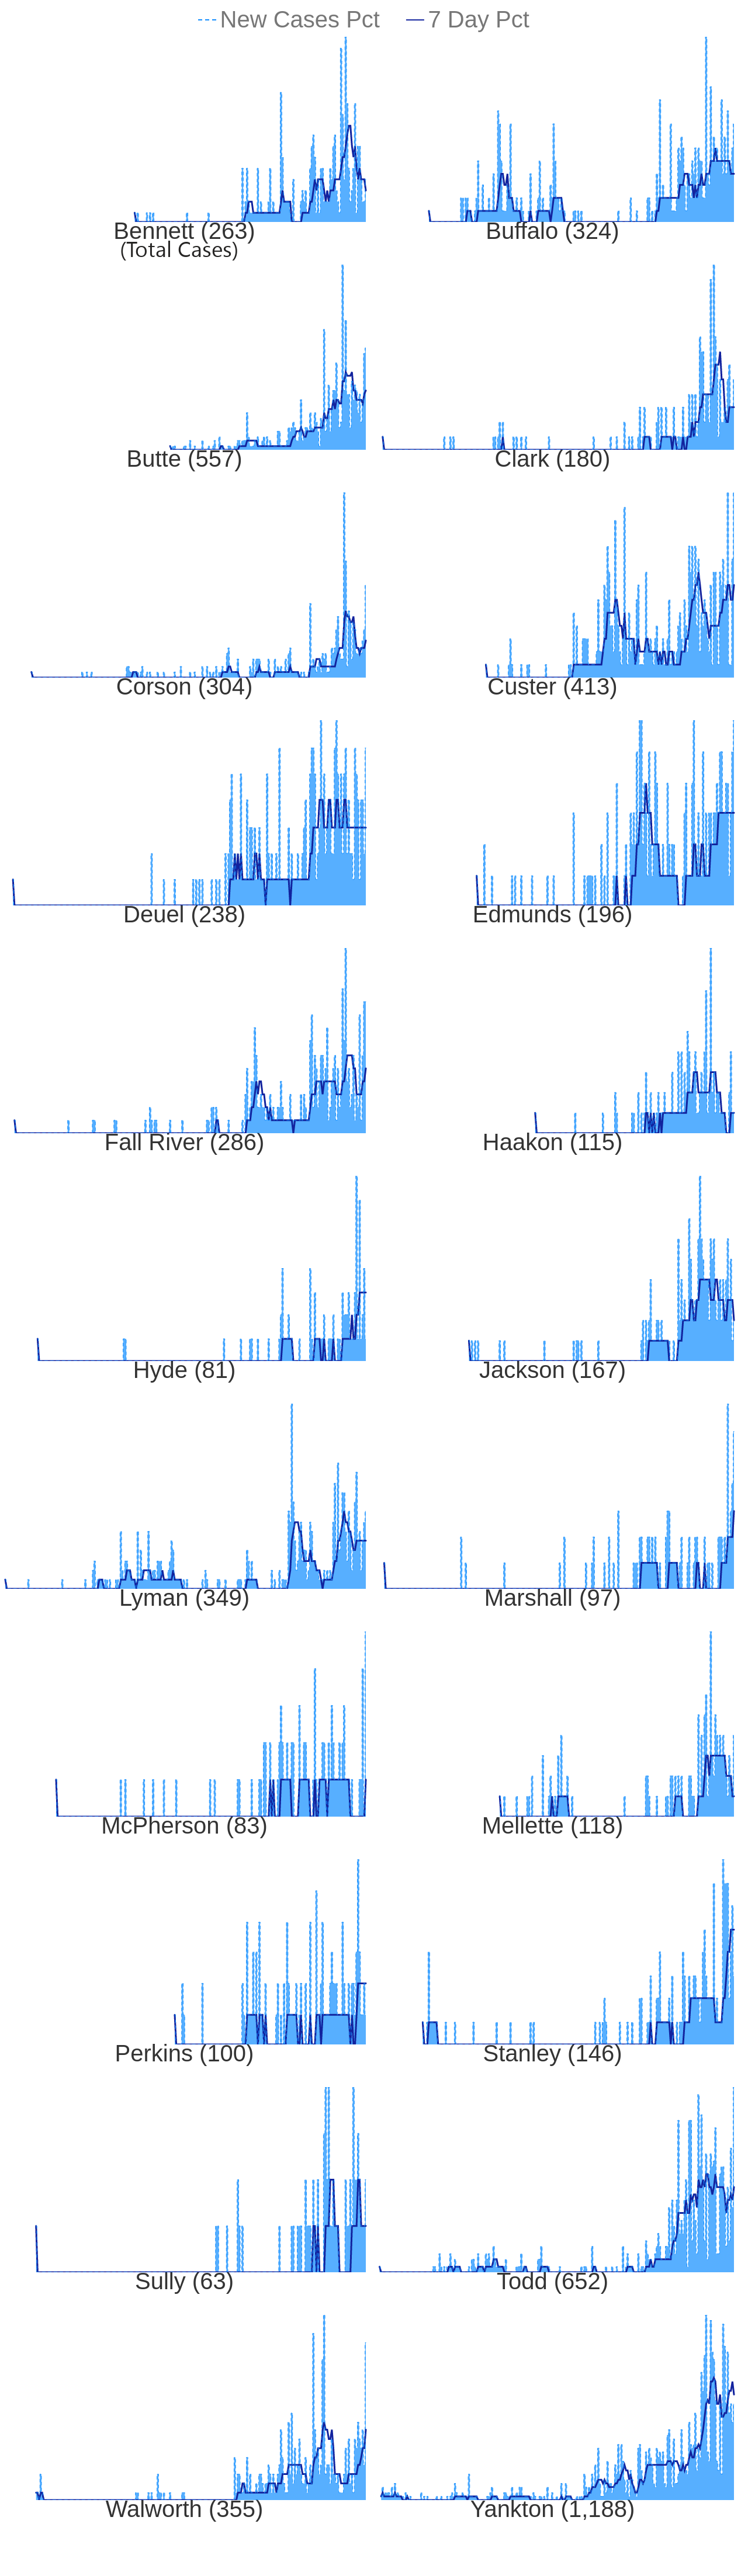 New Cases Pct 7 Day Pct
Bennett (263) Buffalo (324)
(Total Cases)
Butte (557) Clark (180)
Corson (304) Custer (413)
Deuel (238) Edmunds (196)
Fall River (286) Haakon (115)
Hyde (81) Jackson (167)
Lyman (349) Marshall (97)
McPherson (83) Mellette (118)
Perkins (100) Stanley (146)
Sully (63) Todd (652)
Walworth (355) Yankton (1,188)